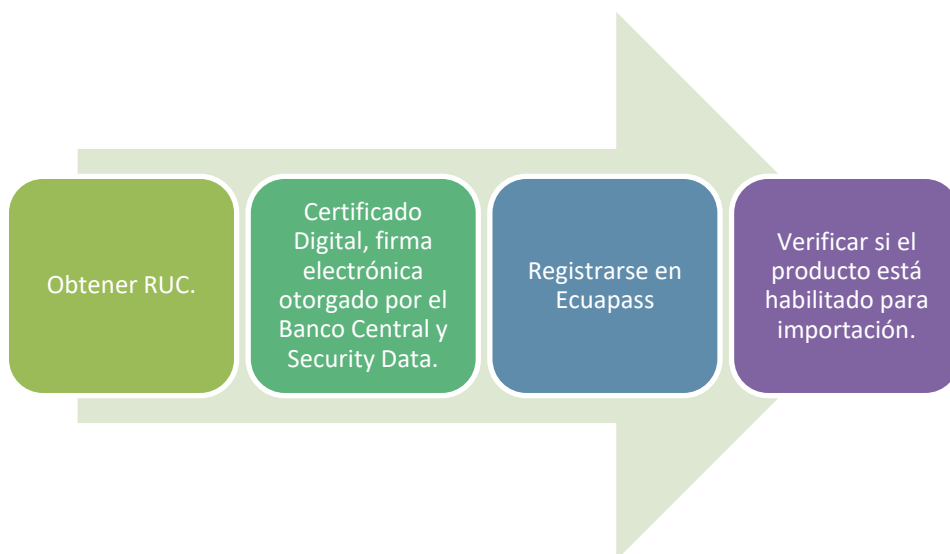 Obtener RUC.
Certificado
Digital, firma
electrónica
otorgado por el
Banco Central y
Security Data.
Registrarse en
Ecuapass
Verificar si el
producto está
habilitado para
importación.